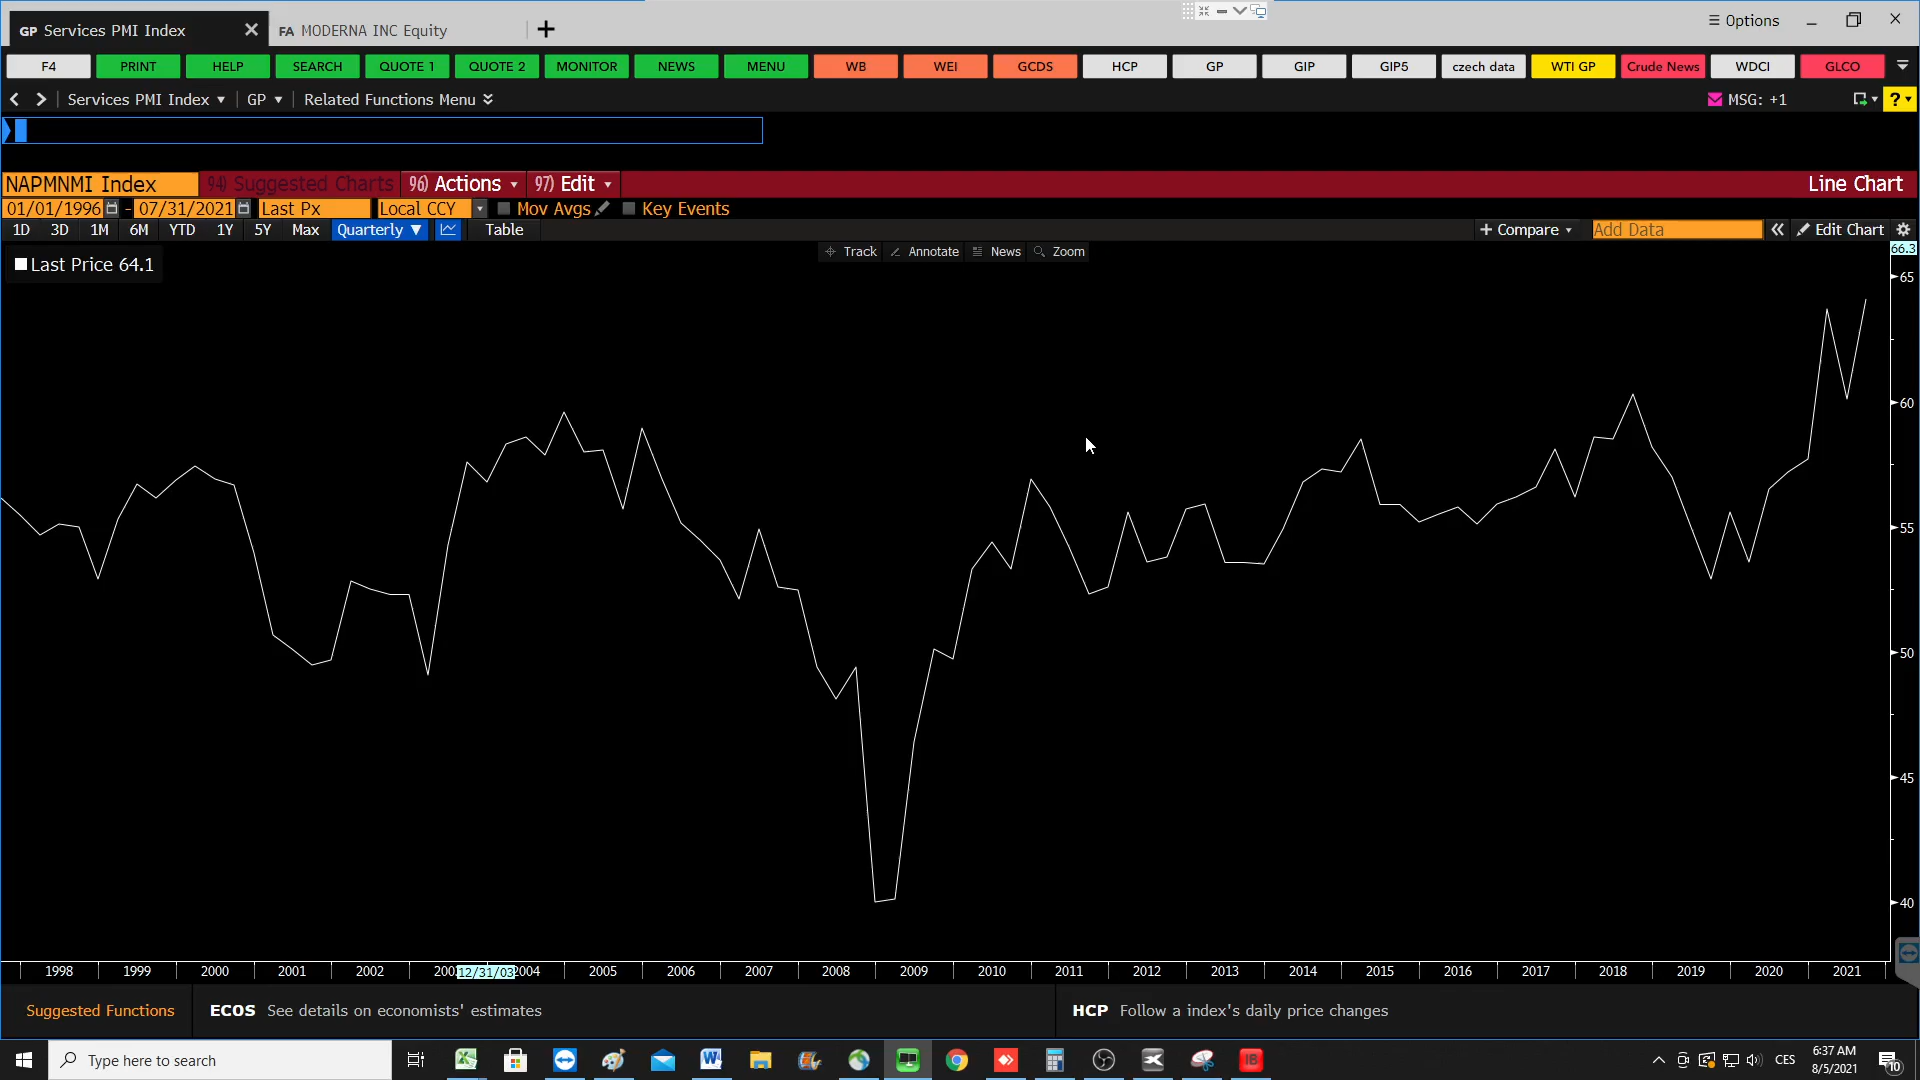 GP Services PMI Index
FA MODERNA INC Equity
Options
F4 PRINT HELP SEARCH QUOTE 1 QUOTE 2 MONITOR NEWS MENU WB WEI GCDS HCP GP GIP GIP5 czech data WTI GP Crude News WDCI GLCO
Services PMI Index GP Related Functions Menu MSG: +1 ?
NAPMNMI Index 94) Suggested Charts 96) Actions 97) Edit Line Chart
01/01/1996 - 07/31/2021 Last Px Local CCY Mov Avgs Key Events
1D 3D 1M 6M YTD 1Y 5Y Max Quarterly Table + Compare Add Data Edit Chart
Track Annotate News Zoom
66.3
Last Price 64.1
65
60
55
50
45
40
1998 1999 2000 2001 2002 200 12/31/03 2004 2005 2006 2007 2008 2009 2010 2011 2012 2013 2014 2015 2016 2017 2018 2019 2020 2021
Suggested Functions ECOS See details on economists' estimates HCP Follow a index's daily price changes
Type here to search
CES
6:37 AM
8/5/2021
10